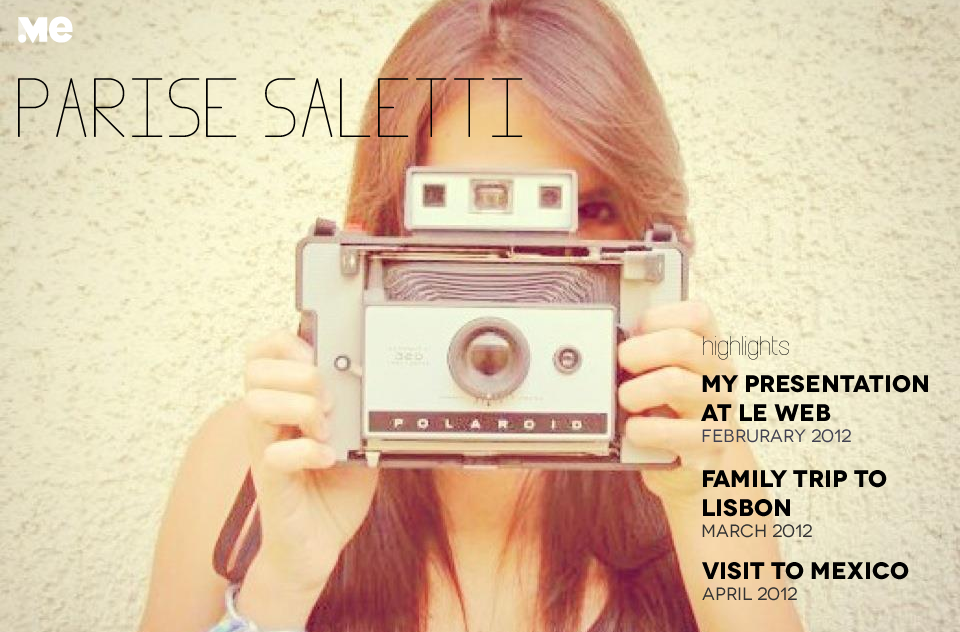 Me
PARISE SALETTI
POLAROID
highlights
MY PRESENTATION
AT LE WEB
FEBRURARY 2012
FAMILY TRIP TO
LISBON
MARCH 2012
VISIT TO MEXICO
APRIL 2012